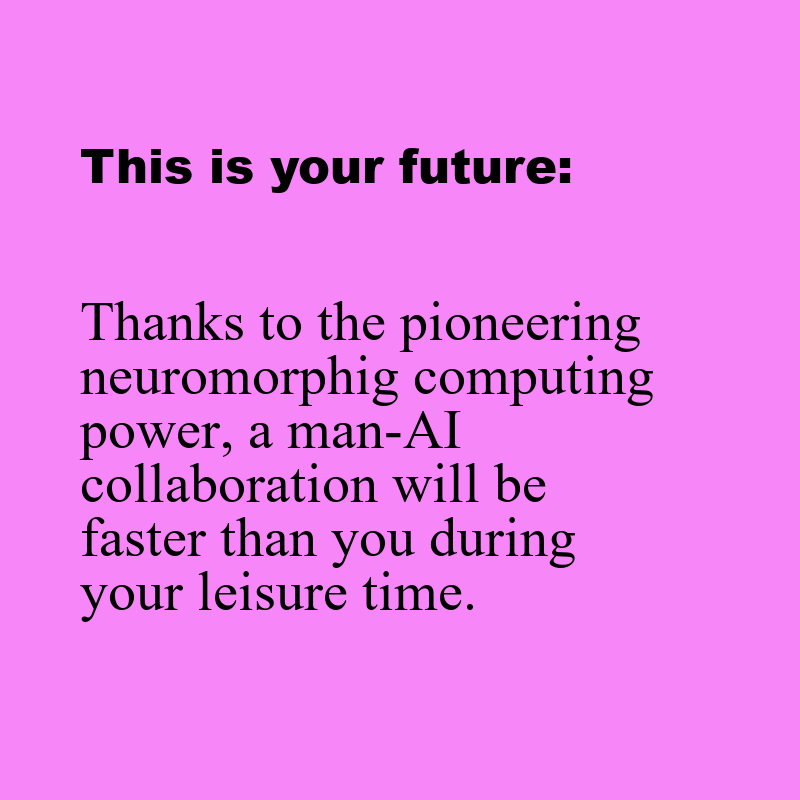 This is your future:
Thanks to the pioneering
neuromorphig computing
power, a man-AI
collaboration will be
faster than you during
your leisure time.